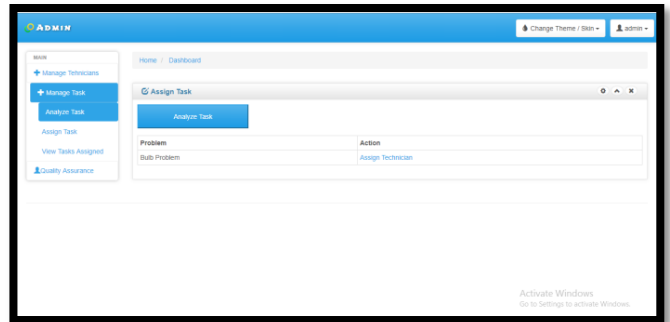 ADMIN
Change Theme / Skin
admin
MAIN
Manage Tehnicians
Manage Task
Analyze Task
Assign Task
View Tasks Assigned
Quality Assurance
Home / Dashboard
Assign Task
Analyze Task
Problem Action
Bulb Problem Assign Technician
Activate Windows
Go to Settings to activate Windows.